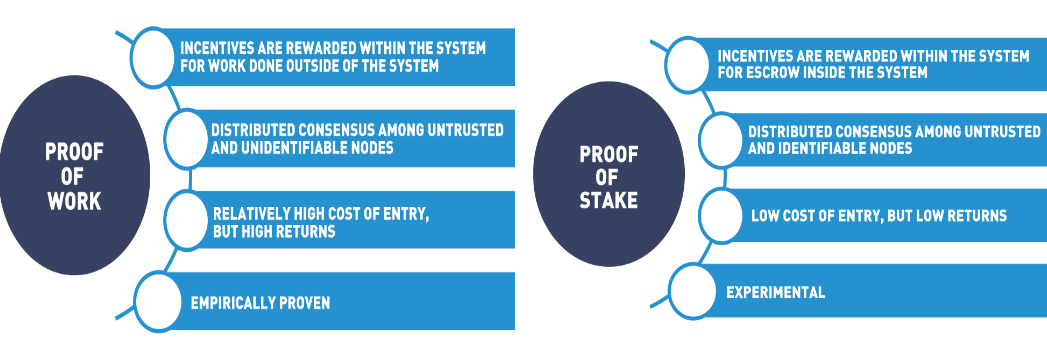 PROOF
OF
WORK
INCENTIVES ARE REWARDED WITHIN THE SYSTEM
FOR WORK DONE OUTSIDE OF THE SYSTEM
DISTRIBUTED CONSENSUS AMONG UNTRUSTED
AND UNIDENTIFIABLE NODES
RELATIVELY HIGH COST OF ENTRY,
BUT HIGH RETURNS
EMPIRICALLY PROVEN
PROOF
OF
STAKE
INCENTIVES ARE REWARDED WITHIN THE SYSTEM
FOR ESCROW INSIDE THE SYSTEM
DISTRIBUTED CONSENSUS AMONG UNTRUSTED
AND IDENTIFIABLE NODES
LOW COST OF ENTRY, BUT LOW RETURNS
EXPERIMENTAL